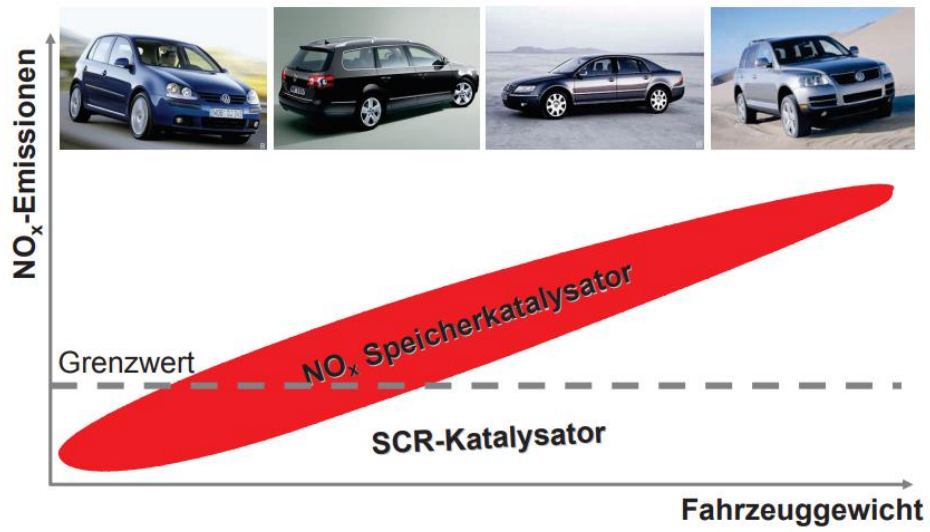 NOx-Emissionen
Grenzwert
NOx Speicherkatalysator
SCR-Katalysator
Fahrzeuggewicht